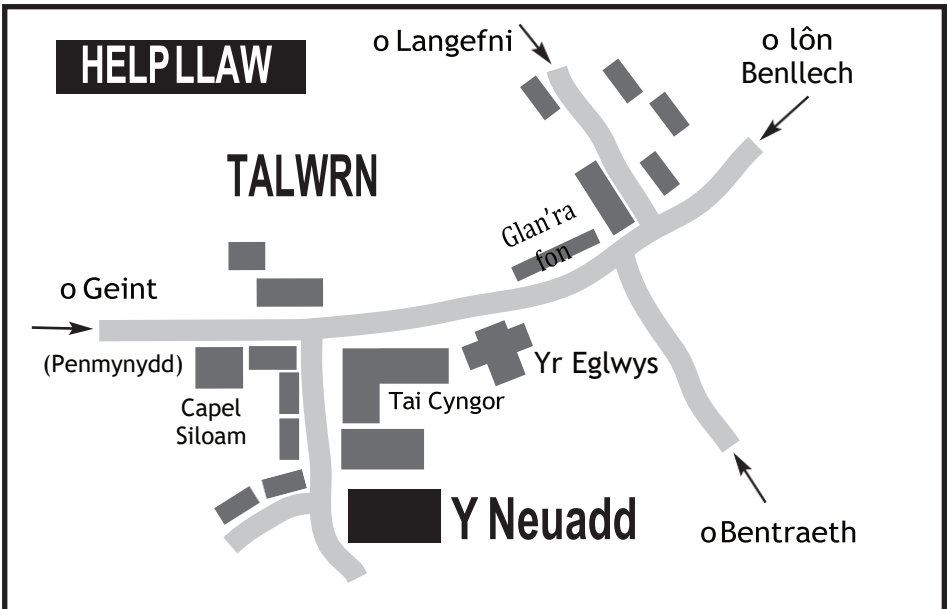 HELP LLAW
o Langefni
o lôn
Benllech
TALWRN
Glan'ra
fon
o Geint
(Penmynydd)
Yr Eglwys
Capel
Siloam
Tai Cyngor
Y Neuadd
o Bentraeth